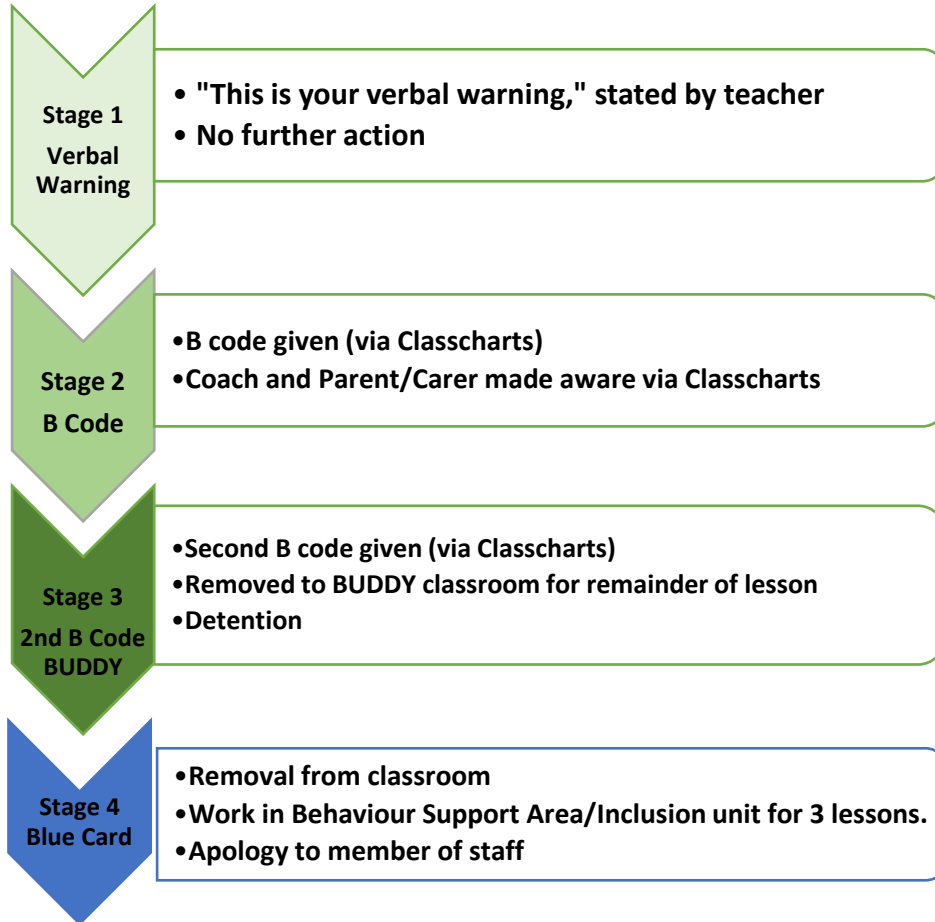 Stage 1
Verbal
Warning
• "This is your verbal warning," stated by teacher
• No further action
Stage 2
B Code
•B code given (via Classcharts)
•Coach and Parent/Carer made aware via Classcharts
Stage 3
2nd B Code
BUDDY
•Second B code given (via Classcharts)
•Removed to BUDDY classroom for remainder of lesson
•Detention
Stage 4
Blue Card
•Removal from classroom
•Work in Behaviour Support Area/Inclusion unit for 3 lessons.
•Apology to member of staff